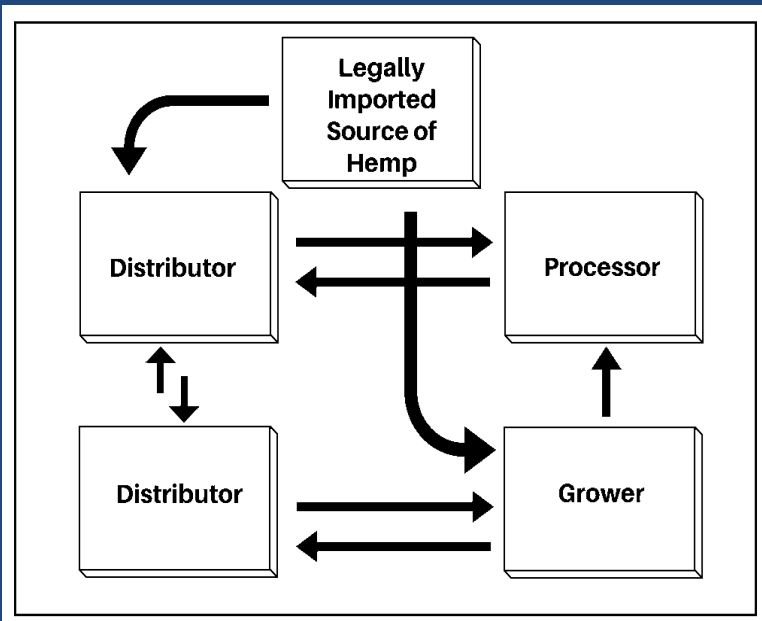 Legally
Imported
Source of
Hemp
Distributor
Processor
Distributor
Grower